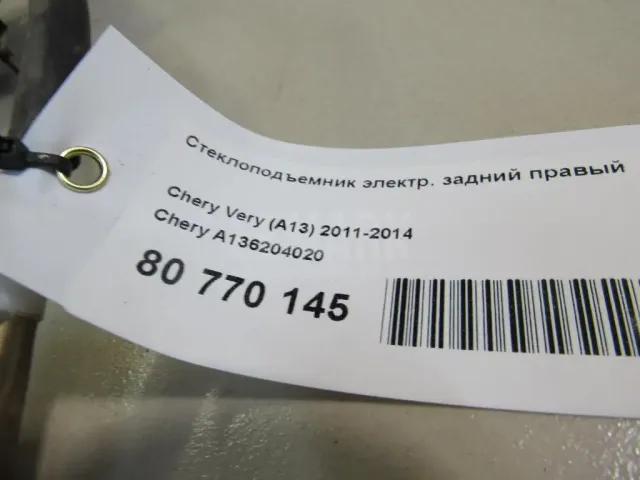 Стеклоподъемник электр. задний правый
Chery Very (A13) 2011-2014
Chery A136204020
80 770 145